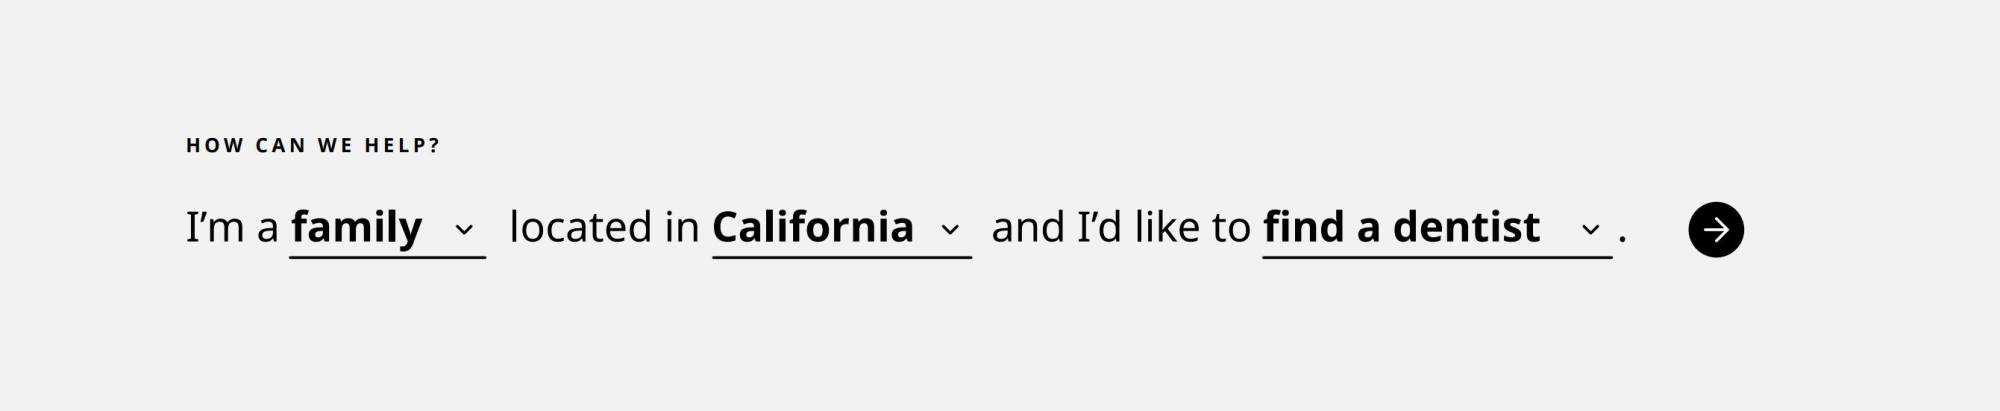 HOW CAN WE HELP?
I’m a family located in California and I’d like to find a dentist .